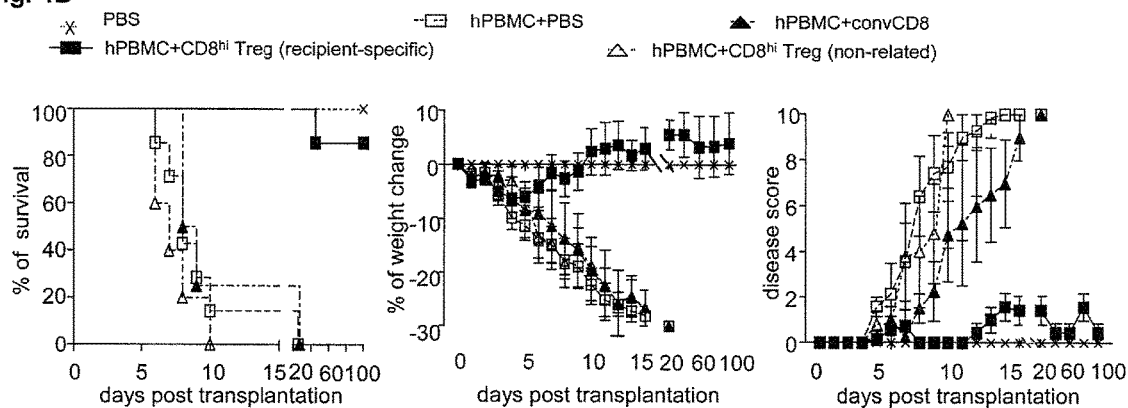 PBS
hPBMC+PBS
hPBMC+convCD8
hPBMC+CD8hi Treg (recipient-specific)
hPBMC+CD8hi Treg (non-related)
% of survival
100
80
60
40
20
0
0 5 10 15 20 60 100
days post transplantation
% of weight change
10
0
-10
-20
-30
0 5 10 15 20 60 100
days post transplantation
disease score
10
8
6
4
2
0
0 5 10 15 20 60 100
days post transplantation